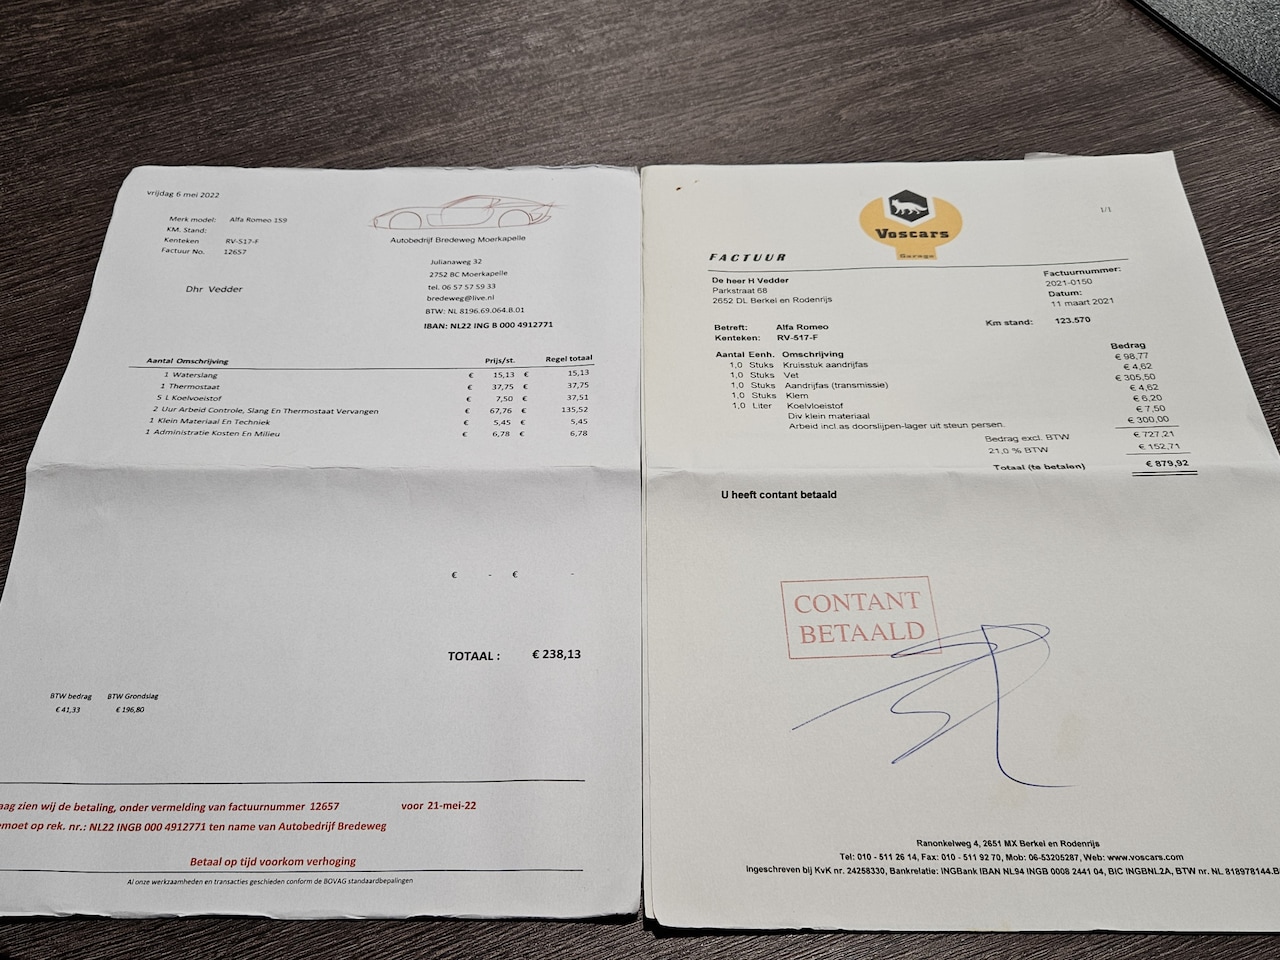 vrijdag 6 mei 2022
Merk model: Alfa Romeo 159
KM. Stand:
Kenteken RV-517-F
Factuur No. 12657
Dhr Vedder
Autobedrijf Bredeweg Moerkapelle
Julianaweg 32
2752 BC Moerkapelle
tel. 06 57 57 59 33
bredeweg@live.nl
BTW: NL 8196.69.064.B.01
IBAN: NL22 ING B 000 4912771
Aantal Omschrijving Prijs/st. Regel totaal
1 Waterslang € 15,13 € 15,13
1 Thermostaat € 37,75 € 37,75
5 L Koelvoeistof € 7,50 € 37,51
2 Uur Arbeid Controle, Slang En Thermostaat Vervangen € 67,76 € 135,52
1 Klein Materiaal En Techniek € 5,45 € 5,45
1 Administratie Kosten En Milieu € 6,78 € 6,78
€ - € -
TOTAAL : € 238,13
BTW bedrag BTW Grondslag
€ 41,33 € 196,80
aag zien wij de betaling, onder vermelding van factuurnummer 12657 voor 21-mei-22
emoet op rek. nr.: NL22 INGB 000 4912771 ten name van Autobedrijf Bredeweg
Betaal op tijd voorkom verhoging
Al onze werkzaamheden en transacties geschieden conform de BOVAG standaardbepalingen
Voscars
Garage
1/1
FACTUUR
De heer H Vedder
Parkstraat 68
2652 DL Berkel en Rodenrijs
Factuurnummer:
2021-0150
Datum:
11 maart 2021
Betreft: Alfa Romeo
Kenteken: RV-517-F
Km stand: 123.570
Aantal Eenh. Omschrijving Bedrag
1,0 Stuks Kruisstuk aandrijfas € 98,77
1,0 Stuks Vet € 4,62
1,0 Stuks Aandrijfas (transmissie) € 305,50
1,0 Stuks Klem € 4,62
1,0 Liter Koelvloeistof € 6,20
Div klein materiaal € 7,50
Arbeid incl.as doorslijpen-lager uit steun persen. € 300,00
Bedrag excl. BTW € 727,21
21,0 % BTW € 152,71
Totaal (te betalen) € 879,92
U heeft contant betaald
CONTANT
BETAALD
Ranonkelweg 4, 2651 MX Berkel en Rodenrijs
Tel: 010 - 511 26 14, Fax: 010 - 511 92 70, Mob: 06-53205287, Web: www.voscars.com
Ingeschreven bij KvK nr. 24258330, Bankrelatie: INGBank IBAN NL94 INGB 0008 2441 04, BIC INGBNL2A, BTW nr. NL 818978144.B